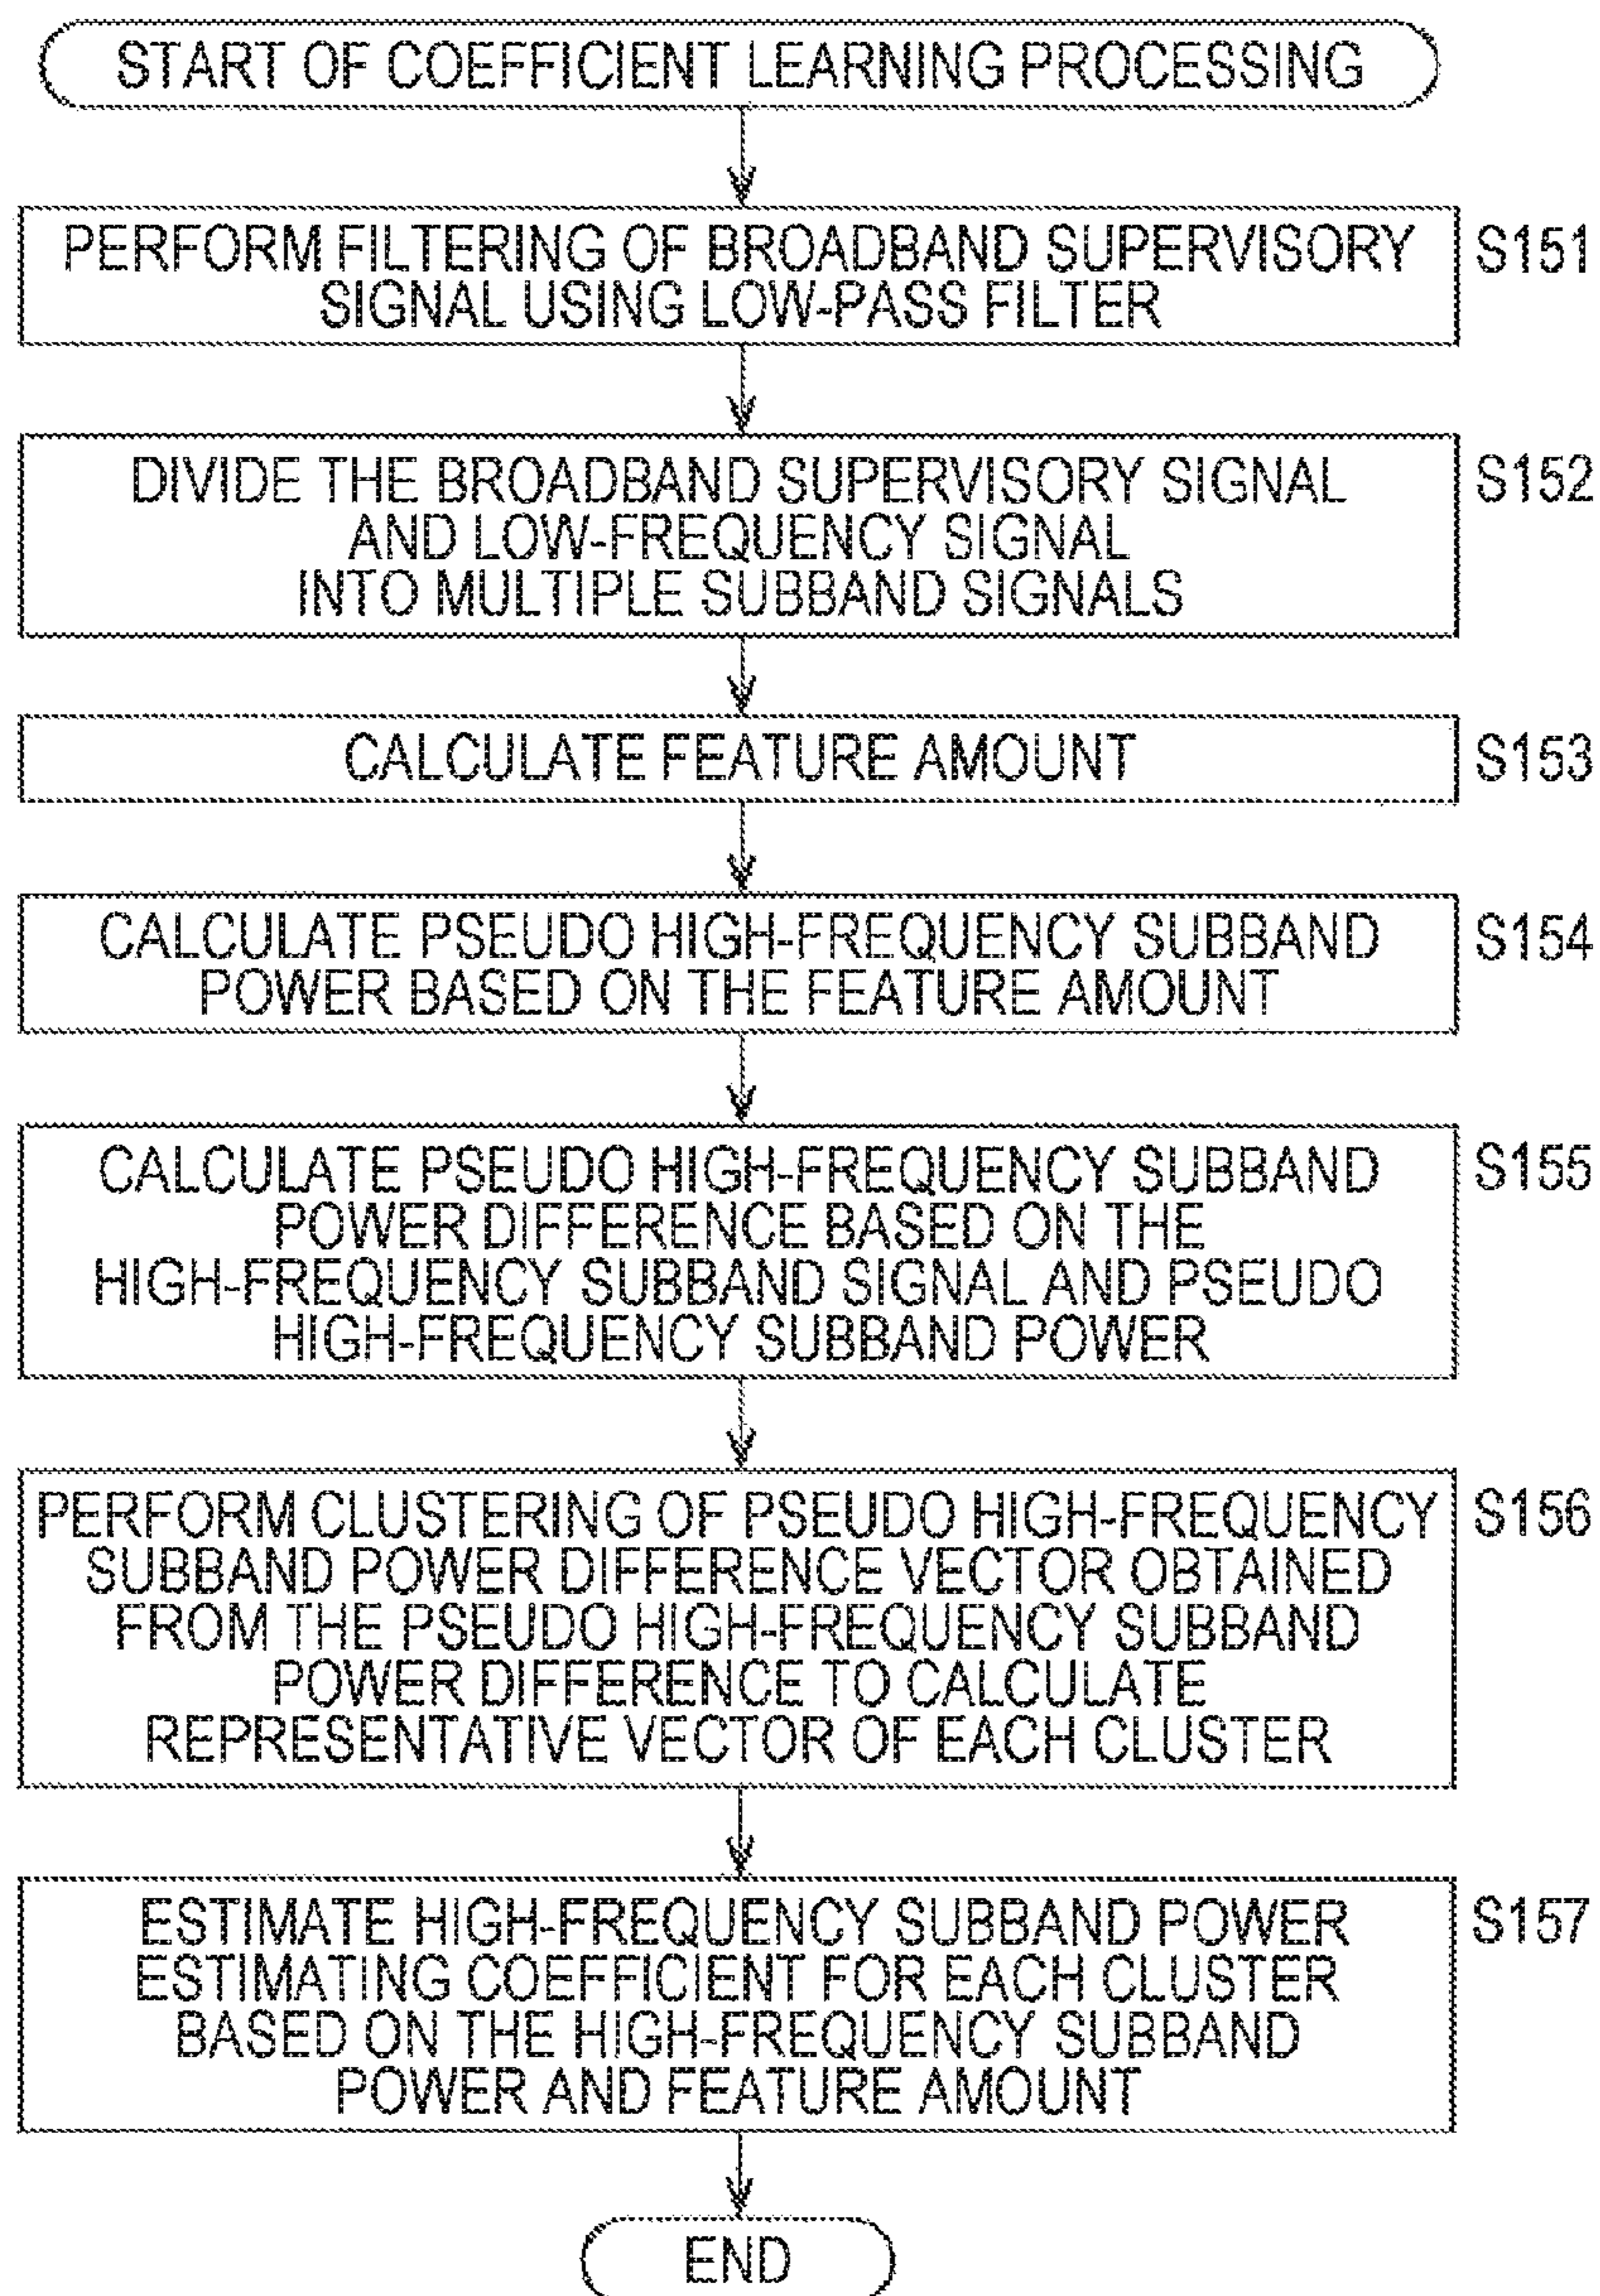 START OF COEFFICIENT LEARNING PROCESSING
PERFORM FILTERING OF BROADBAND SUPERVISORY
SIGNAL USING LOW-PASS FILTER
S151
DIVIDE THE BROADBAND SUPERVISORY SIGNAL
AND LOW-FREQUENCY SIGNAL
INTO MULTIPLE SUBBAND SIGNALS
S152
CALCULATE FEATURE AMOUNT
S153
CALCULATE PSEUDO HIGH-FREQUENCY SUBBAND
POWER BASED ON THE FEATURE AMOUNT
S154
CALCULATE PSEUDO HIGH-FREQUENCY SUBBAND
POWER DIFFERENCE BASED ON THE
HIGH-FREQUENCY SUBBAND SIGNAL AND PSEUDO
HIGH-FREQUENCY SUBBAND POWER
S155
PERFORM CLUSTERING OF PSEUDO HIGH-FREQUENCY
SUBBAND POWER DIFFERENCE VECTOR OBTAINED
FROM THE PSEUDO HIGH-FREQUENCY SUBBAND
POWER DIFFERENCE TO CALCULATE
REPRESENTATIVE VECTOR OF EACH CLUSTER
S156
ESTIMATE HIGH-FREQUENCY SUBBAND POWER
ESTIMATING COEFFICIENT FOR EACH CLUSTER
BASED ON THE HIGH-FREQUENCY SUBBAND
POWER AND FEATURE AMOUNT
S157
END